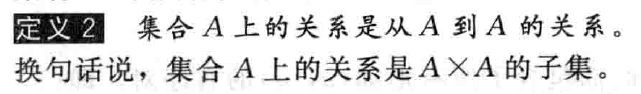 定义 2 集合 A 上的关系是从 A 到 A 的关系。
换句话说，集合 A 上的关系是 A×A 的子集。